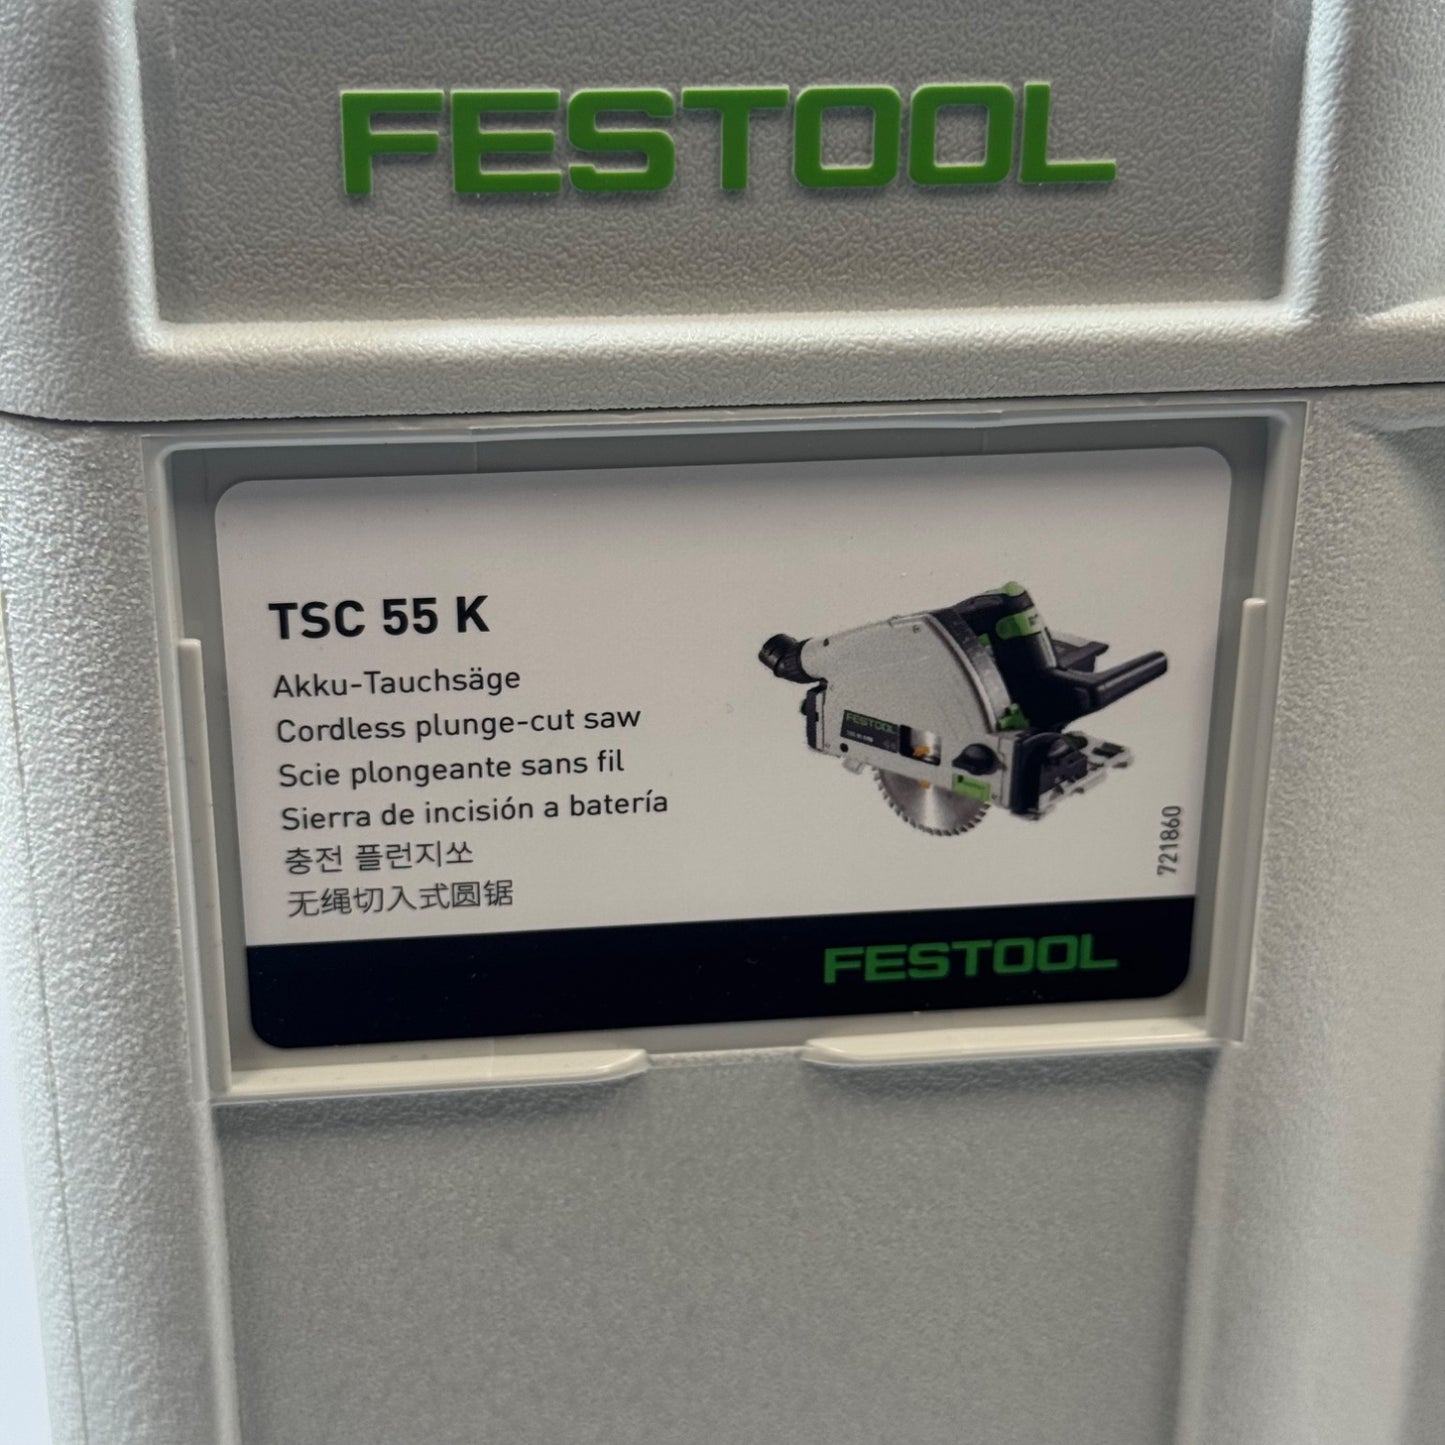 FESTOOL
TSC 55 K
Akku-Tauchsäge
Cordless plunge-cut saw
Scie plongeante sans fil
Sierra de incisión a batería
충전 플런지쏘
无绳切入式圆锯
FESTOOL
721860
FESTOOL